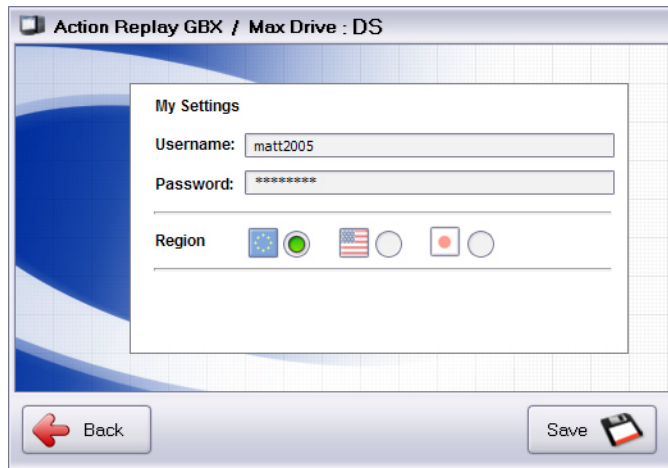 Action Replay GBX / Max Drive : DS
My Settings
Username: matt2005
Password: ********
Region
Back
Save